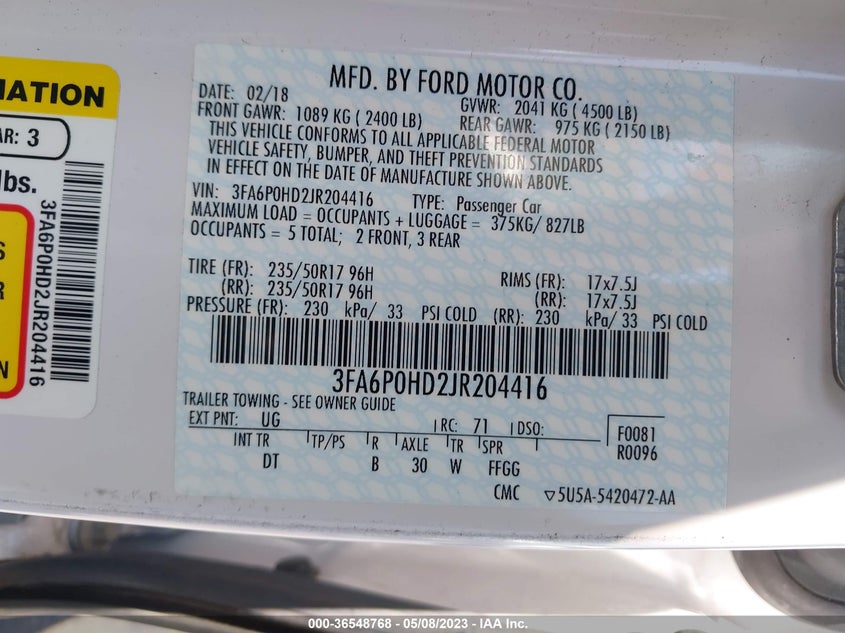 MATION
AR: 3
lbs.
S
R
N
3FA6P0HD2JR204416
MFD. BY FORD MOTOR CO.
DATE: 02/18 GVWR: 2041 KG ( 4500 LB)
FRONT GAWR: 1089 KG ( 2400 LB) REAR GAWR: 975 KG ( 2150 LB)
THIS VEHICLE CONFORMS TO ALL APPLICABLE FEDERAL MOTOR
VEHICLE SAFETY, BUMPER, AND THEFT PREVENTION STANDARDS
IN EFFECT ON THE DATE OF MANUFACTURE SHOWN ABOVE.
VIN: 3FA6P0HD2JR204416 TYPE: Passenger Car
MAXIMUM LOAD = OCCUPANTS + LUGGAGE = 375KG/ 827LB
OCCUPANTS = 5 TOTAL; 2 FRONT, 3 REAR
TIRE (FR): 235/50R17 96H RIMS (FR): 17x7.5J
(RR): 235/50R17 96H (RR): 17x7.5J
PRESSURE (FR): 230 kPa/ 33 PSI COLD (RR): 230 kPa/ 33 PSI COLD
3FA6P0HD2JR204416
TRAILER TOWING - SEE OWNER GUIDE
EXT PNT: UG RC: 71 DSO: F0081
INT TR TP/PS R AXLE TR SPR R0096
DT B 30 W FFGG
CMC ▽5U5A-5420472-AA
000-36548768 - 05/08/2023 - IAA Inc.